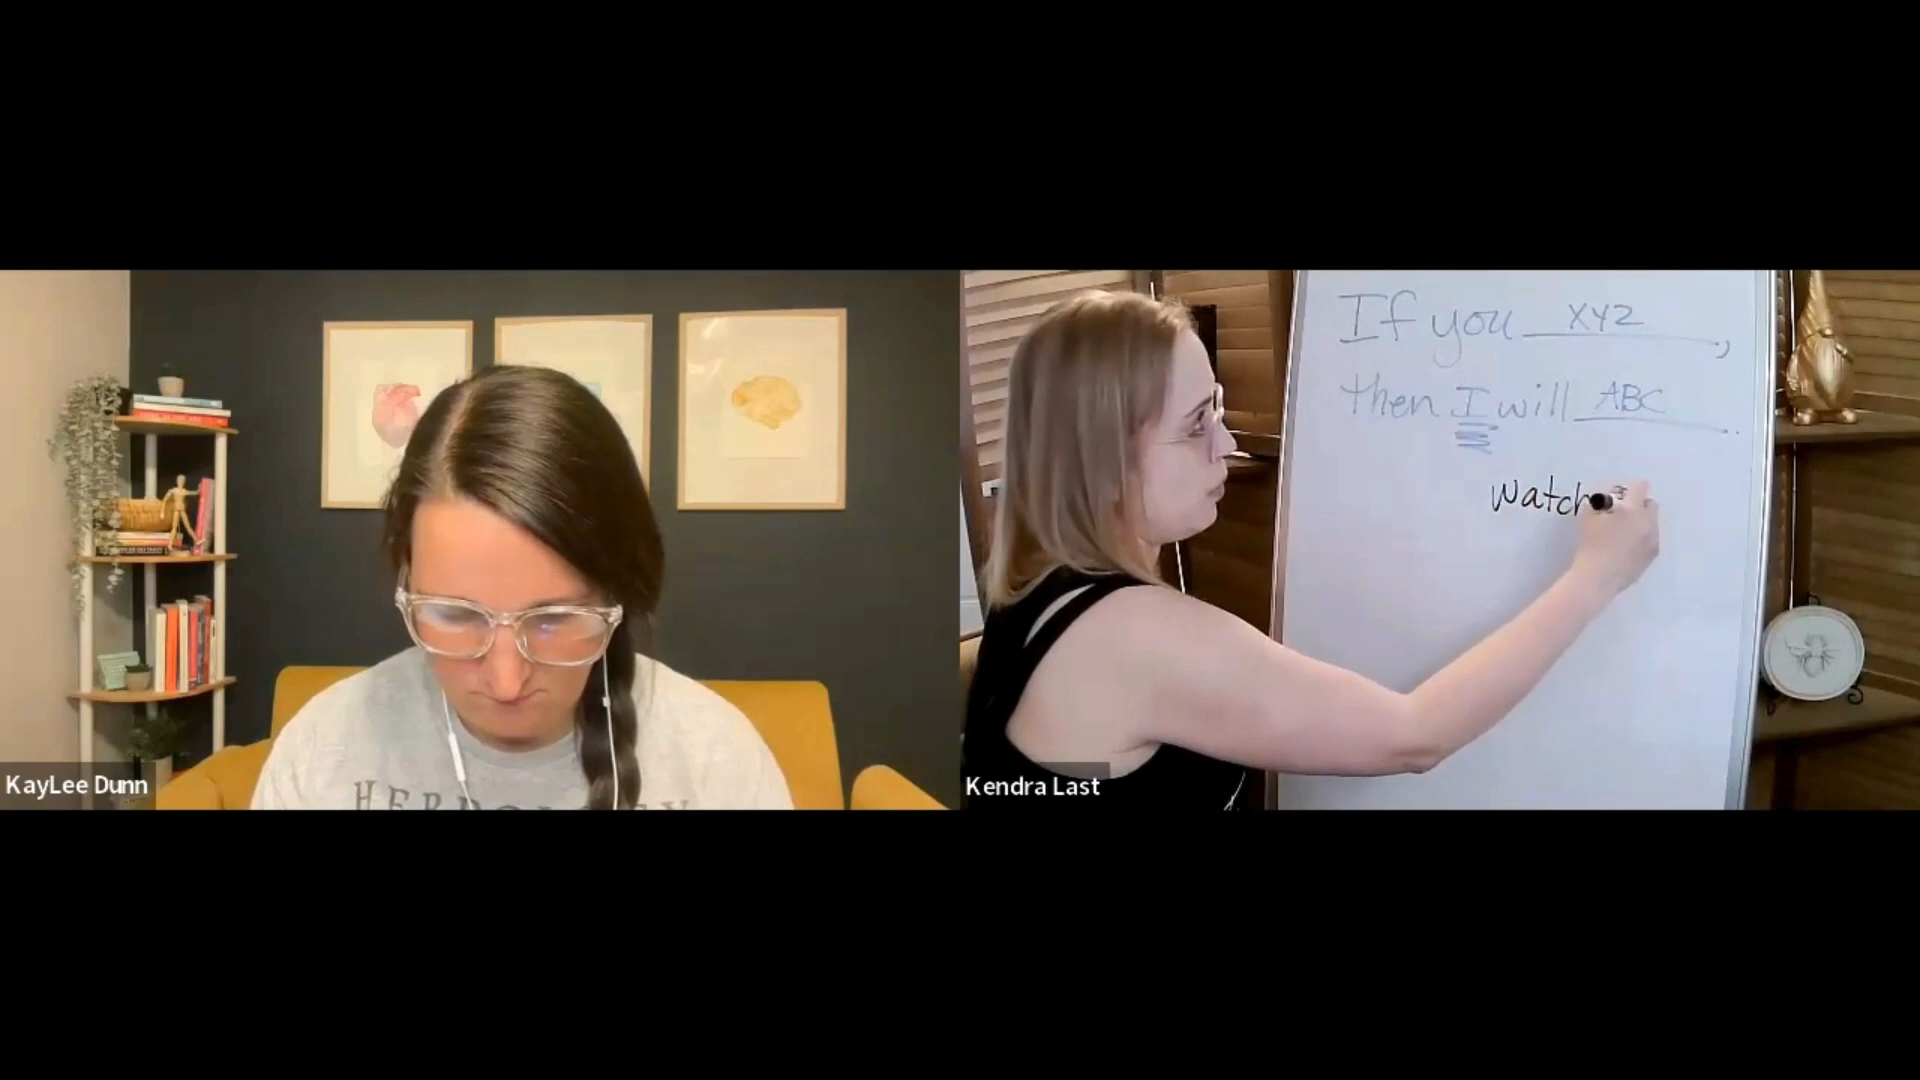 If you XYZ,
then I will ABC.
Watch
KayLee Dunn
Kendra Last